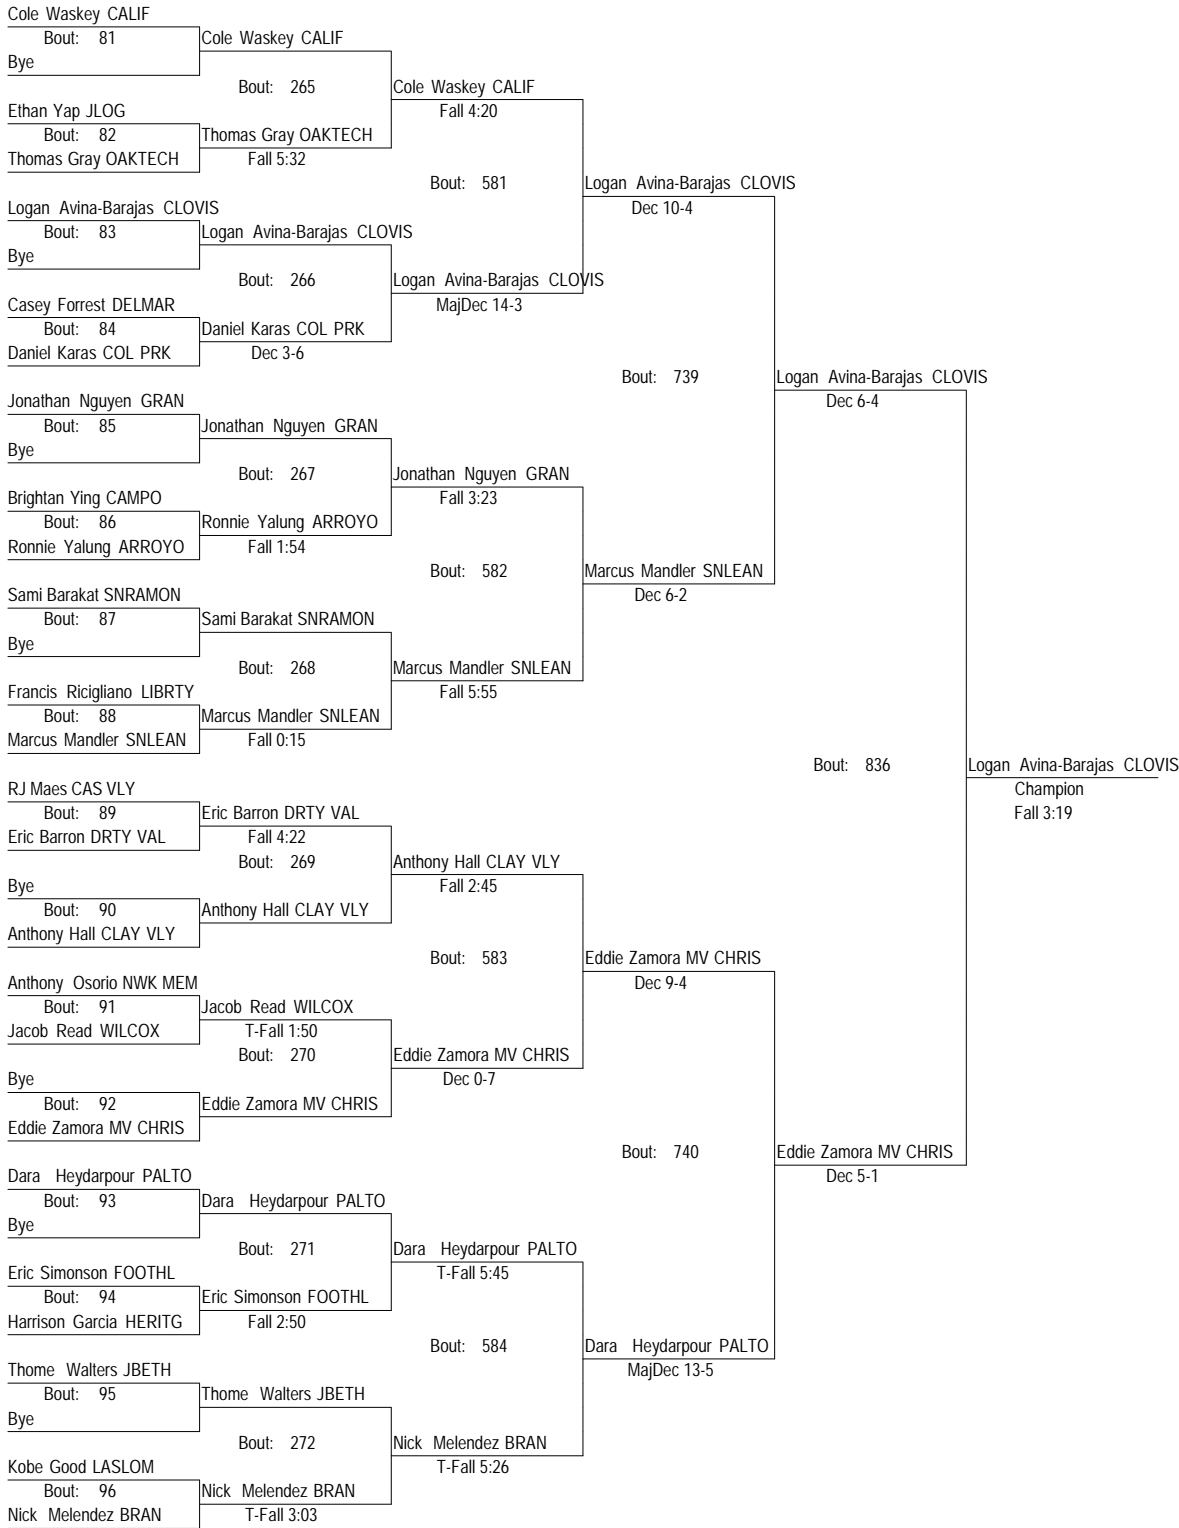 Cole Waskey CALIF
Bout: 81
Bye
Cole Waskey CALIF
Bout: 265
Ethan Yap JLOG
Bout: 82
Thomas Gray OAKTECH
Thomas Gray OAKTECH
Fall 5:32
Cole Waskey CALIF
Fall 4:20
Bout: 581
Logan Avina-Barajas CLOVIS
Bout: 83
Bye
Logan Avina-Barajas CLOVIS
Bout: 266
Casey Forrest DELMAR
Bout: 84
Daniel Karas COL PRK
Daniel Karas COL PRK
Dec 3-6
Logan Avina-Barajas CLOVIS
MajDec 14-3
Logan Avina-Barajas CLOVIS
Dec 10-4
Bout: 739
Jonathan Nguyen GRAN
Bout: 85
Bye
Jonathan Nguyen GRAN
Bout: 267
Brightan Ying CAMPO
Bout: 86
Ronnie Yalung ARROYO
Ronnie Yalung ARROYO
Fall 1:54
Jonathan Nguyen GRAN
Fall 3:23
Bout: 582
Sami Barakat SNRAMON
Bout: 87
Bye
Sami Barakat SNRAMON
Bout: 268
Francis Ricigliano LIBRTY
Bout: 88
Marcus Mandler SNLEAN
Marcus Mandler SNLEAN
Fall 0:15
Marcus Mandler SNLEAN
Fall 5:55
Marcus Mandler SNLEAN
Dec 6-2
Logan Avina-Barajas CLOVIS
Dec 6-4
Bout: 836
Logan Avina-Barajas CLOVIS
Champion
Fall 3:19
RJ Maes CAS VLY
Bout: 89
Eric Barron DRTY VAL
Eric Barron DRTY VAL
Fall 4:22
Bout: 269
Bye
Bout: 90
Anthony Hall CLAY VLY
Anthony Hall CLAY VLY
Anthony Hall CLAY VLY
Fall 2:45
Bout: 583
Anthony Osorio NWK MEM
Bout: 91
Jacob Read WILCOX
Jacob Read WILCOX
T-Fall 1:50
Bout: 270
Bye
Bout: 92
Eddie Zamora MV CHRIS
Eddie Zamora MV CHRIS
Eddie Zamora MV CHRIS
Dec 0-7
Eddie Zamora MV CHRIS
Dec 9-4
Bout: 740
Eddie Zamora MV CHRIS
Dec 5-1
Dara Heydarpour PALTO
Bout: 93
Bye
Dara Heydarpour PALTO
Bout: 271
Eric Simonson FOOTHL
Bout: 94
Harrison Garcia HERITG
Eric Simonson FOOTHL
Fall 2:50
Dara Heydarpour PALTO
T-Fall 5:45
Bout: 584
Dara Heydarpour PALTO
MajDec 13-5
Thome Walters JBETH
Bout: 95
Bye
Thome Walters JBETH
Bout: 272
Kobe Good LASLOM
Bout: 96
Nick Melendez BRAN
Nick Melendez BRAN
T-Fall 3:03
Nick Melendez BRAN
T-Fall 5:26